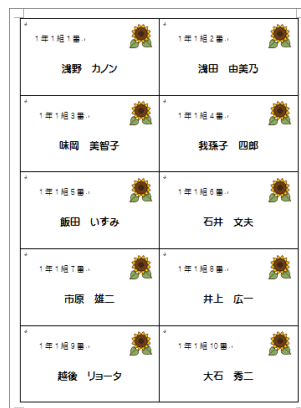 1年1組1番
浅野　カノン
1年1組2番
浅田　由美乃
1年1組3番
味岡　美智子
1年1組4番
我孫子　四郎
1年1組5番
飯田　いすみ
1年1組6番
石井　文夫
1年1組7番
市原　雄二
1年1組8番
井上　広一
1年1組9番
越後　リョータ
1年1組10番
大石　秀二